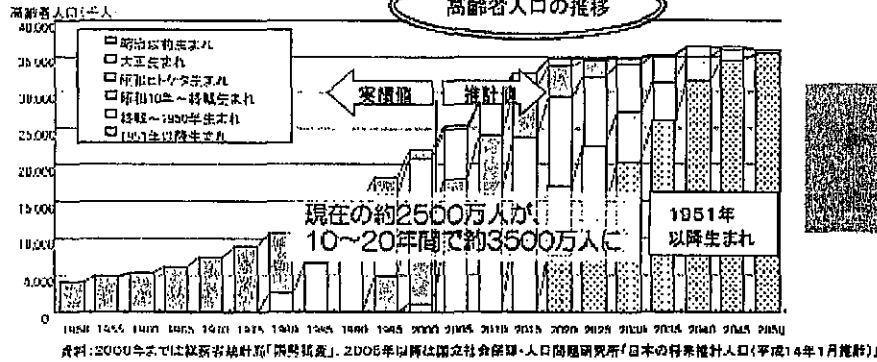 高齢者人口の推移
高齢者人口(千人)
40,000
35,000
30,000
25,000
20,000
15,000
10,000
5,000
0
明治以前生まれ
大正生まれ
昭和ヒトケタ生まれ
昭和10年～終戦生まれ
終戦～1950年生まれ
1951年以降生まれ
実績値
推計値
現在の約2500万人が、
10～20年間で約3500万人に
1951年
以降生まれ
1950 1955 1960 1965 1970 1975 1980 1985 1990 1995 2000 2005 2010 2015 2020 2025 2030 2035 2040 2045 2050
資料:2000年までは総務省統計局「国勢調査」、2005年以降は国立社会保障・人口問題研究所「日本の将来推計人口(平成14年1月推計)」